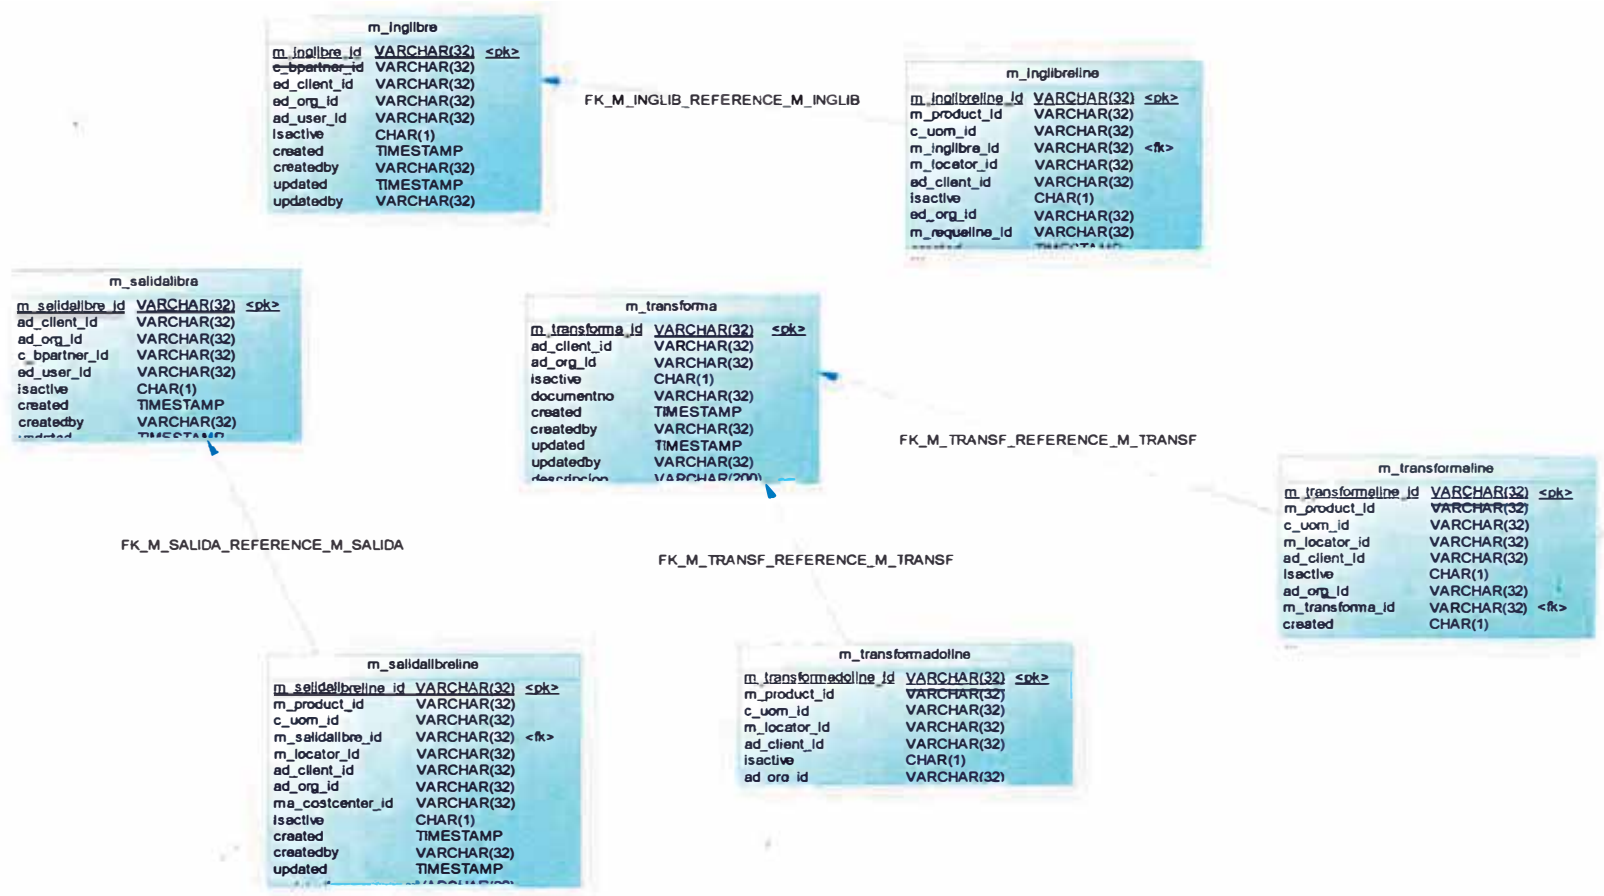 m_inglibre
m_inglibre_id VARCHAR(32) <pk>
c_bpartner_id VARCHAR(32)
ad_client_id VARCHAR(32)
ad_org_id VARCHAR(32)
ad_user_id VARCHAR(32)
isactive CHAR(1)
created TIMESTAMP
createdby VARCHAR(32)
updated TIMESTAMP
updatedby VARCHAR(32)
FK_M_INGLIB_REFERENCE_M_INGLIB
m_inglibreline
m_inglibreline_id VARCHAR(32) <pk>
m_product_id VARCHAR(32)
c_uom_id VARCHAR(32)
m_inglibre_id VARCHAR(32) <fk>
m_locator_id VARCHAR(32)
ad_client_id VARCHAR(32)
isactive CHAR(1)
ad_org_id VARCHAR(32)
m_requeline_id VARCHAR(32)
created TIMESTAMP
...
m_salidalibra
m_salidalibre_id VARCHAR(32) <pk>
ad_client_id VARCHAR(32)
ad_org_id VARCHAR(32)
c_bpartner_id VARCHAR(32)
ad_user_id VARCHAR(32)
isactive CHAR(1)
created TIMESTAMP
createdby VARCHAR(32)
updated TIMESTAMP
m_transforma
m_transforma_id VARCHAR(32) <pk>
ad_client_id VARCHAR(32)
ad_org_id VARCHAR(32)
isactive CHAR(1)
documentno VARCHAR(32)
created TIMESTAMP
createdby VARCHAR(32)
updated TIMESTAMP
updatedby VARCHAR(32)
descripcion VARCHAR(200)
FK_M_TRANSF_REFERENCE_M_TRANSF
m_transformaline
m_transformaline_id VARCHAR(32) <pk>
m_product_id VARCHAR(32)
c_uom_id VARCHAR(32)
m_locator_id VARCHAR(32)
ad_client_id VARCHAR(32)
isactive CHAR(1)
ad_org_id VARCHAR(32)
m_transforma_id VARCHAR(32) <fk>
created CHAR(1)
...
FK_M_SALIDA_REFERENCE_M_SALIDA
FK_M_TRANSF_REFERENCE_M_TRANSF
m_salidalibreline
m_salidalibreline_id VARCHAR(32) <pk>
m_product_id VARCHAR(32)
c_uom_id VARCHAR(32)
m_salidalibre_id VARCHAR(32) <fk>
m_locator_id VARCHAR(32)
ad_client_id VARCHAR(32)
ad_org_id VARCHAR(32)
ma_costcenter_id VARCHAR(32)
isactive CHAR(1)
created TIMESTAMP
createdby VARCHAR(32)
updated TIMESTAMP
m_transformadoline
m_transformadoline_id VARCHAR(32) <pk>
m_product_id VARCHAR(32)
c_uom_id VARCHAR(32)
m_locator_id VARCHAR(32)
ad_client_id VARCHAR(32)
isactive CHAR(1)
ad_org_id VARCHAR(32)